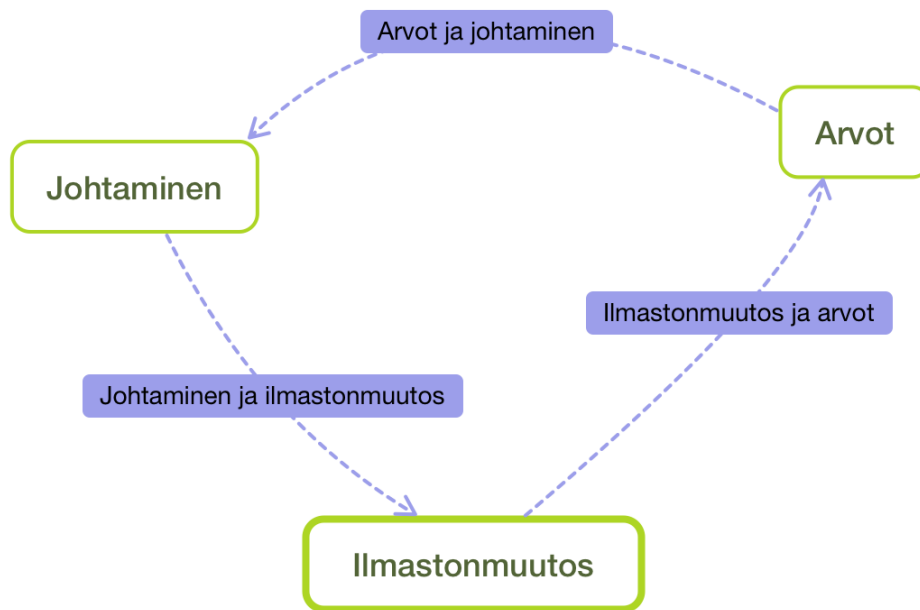 Arvot ja johtaminen
Arvot
Johtaminen
Ilmastonmuutos ja arvot
Johtaminen ja ilmastonmuutos
Ilmastonmuutos